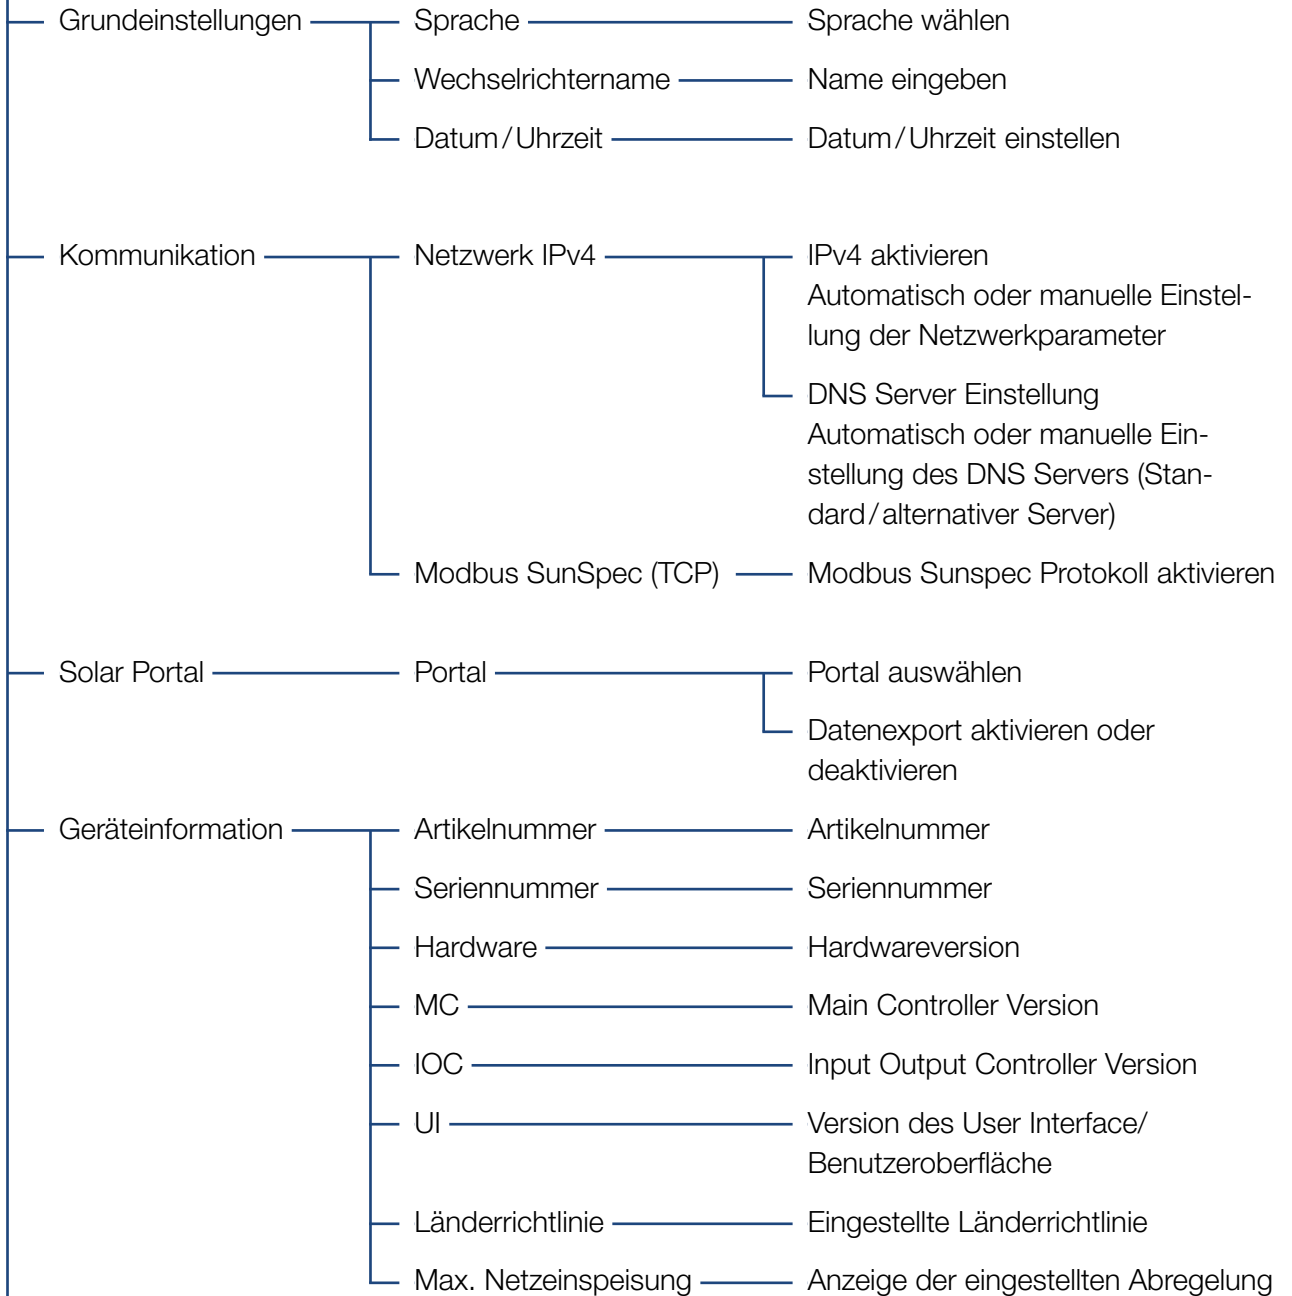 Grundeinstellungen Sprache Sprache wählen
Wechselrichtername Name eingeben
Datum/Uhrzeit Datum/Uhrzeit einstellen
Kommunikation Netzwerk IPv4 IPv4 aktivieren
Automatisch oder manuelle Einstel-
lung der Netzwerkparameter
DNS Server Einstellung
Automatisch oder manuelle Ein-
stellung des DNS Servers (Stan-
dard/alternativer Server)
Modbus SunSpec (TCP) Modbus Sunspec Protokoll aktivieren
Solar Portal Portal Portal auswählen
Datenexport aktivieren oder
deaktivieren
Geräteinformation Artikelnummer Artikelnummer
Seriennummer Seriennummer
Hardware Hardwareversion
MC Main Controller Version
IOC Input Output Controller Version
UI Version des User Interface/
Benutzeroberfläche
Länderrichtlinie Eingestellte Länderrichtlinie
Max. Netzeinspeisung Anzeige der eingestellten Abregelung